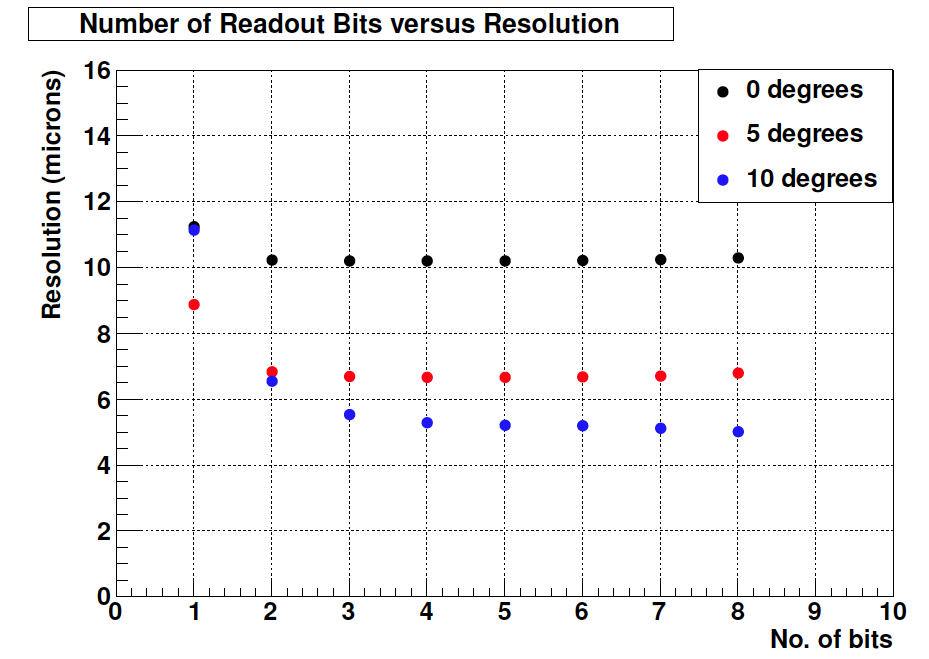 Number of Readout Bits versus Resolution
Resolution (microns)
16
14
12
10
8
6
4
2
0
0 degrees
5 degrees
10 degrees
0 1 2 3 4 5 6 7 8 9 10
No. of bits